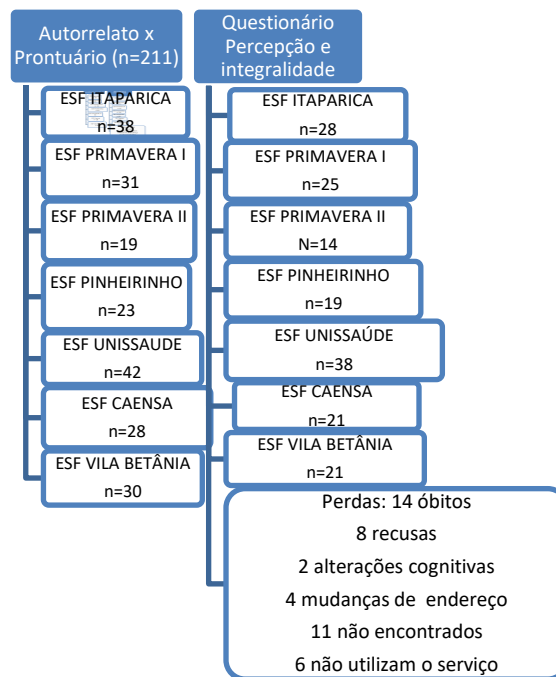 Autorrelato x
Prontuário (n=211)
ESF ITAPARICA
n=38
ESF PRIMAVERA I
n=31
ESF PRIMAVERA II
n=19
ESF PINHEIRINHO
n=23
ESF UNISSAUDE
n=42
ESF CAENSA
n=28
ESF VILA BETÂNIA
n=30
Questionário
Percepção e
integralidade
ESF ITAPARICA
n=28
ESF PRIMAVERA I
n=25
ESF PRIMAVERA II
N=14
ESF PINHEIRINHO
n=19
ESF UNISSAÚDE
n=38
ESF CAENSA
n=21
ESF VILA BETÂNIA
n=21
Perdas: 14 óbitos
8 recusas
2 alterações cognitivas
4 mudanças de endereço
11 não encontrados
6 não utilizam o serviço